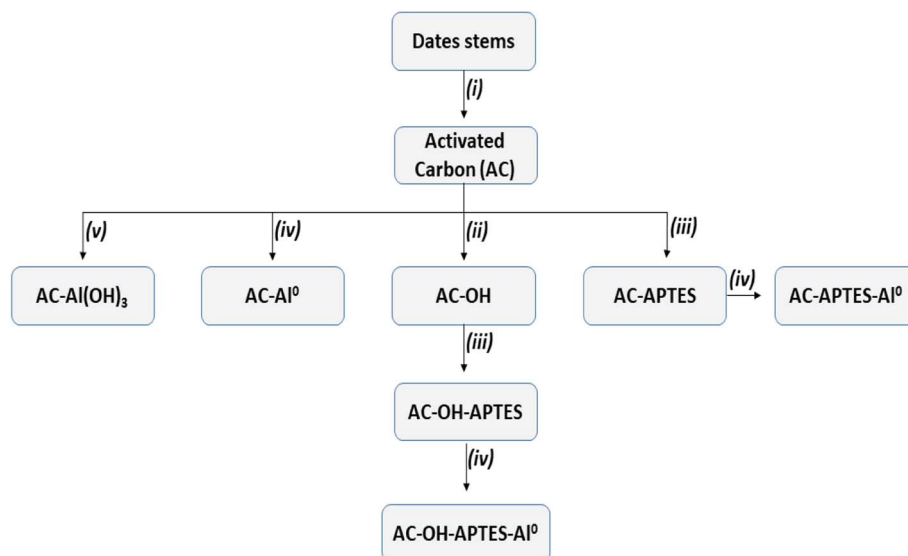 Dates stems
(i)
Activated
Carbon (AC)
(v)
(iv)
(ii)
(iii)
AC-Al(OH)₃
AC-Al⁰
AC-OH
AC-APTES
(iv)
AC-APTES-Al⁰
(iii)
AC-OH-APTES
(iv)
AC-OH-APTES-Al⁰